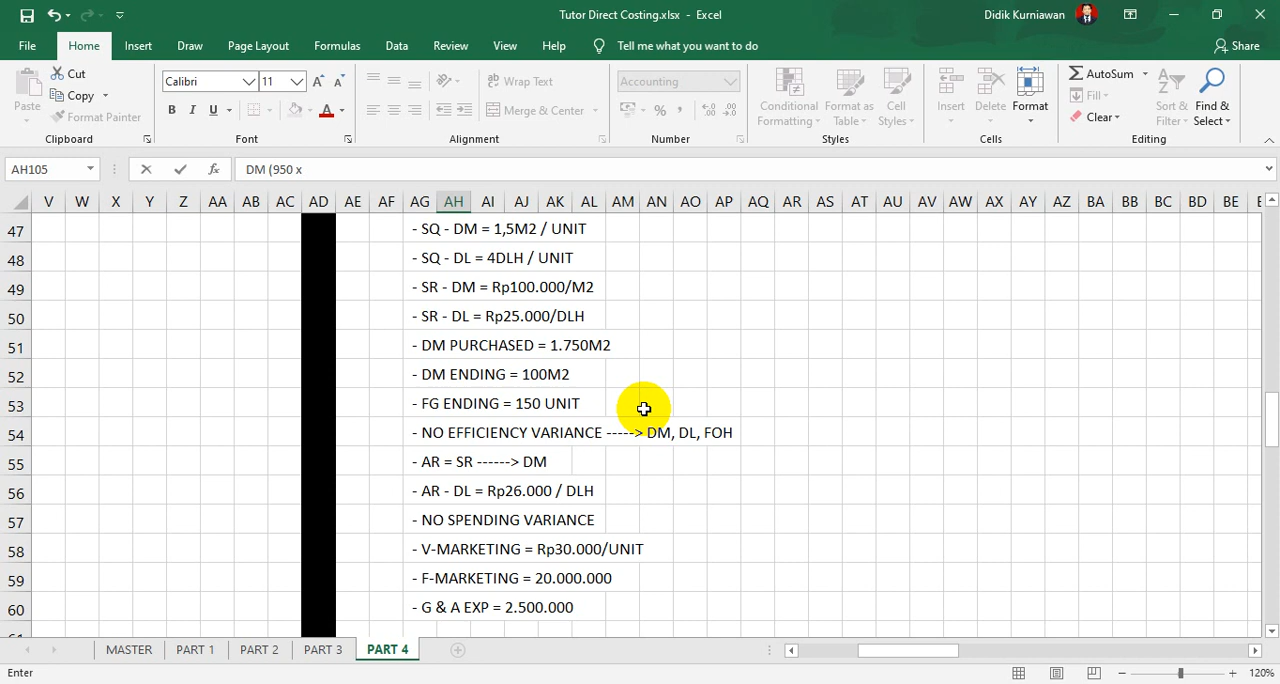 Tutor Direct Costing.xlsx - Excel
Didik Kurniawan
File Home Insert Draw Page Layout Formulas Data Review View Help Tell me what you want to do Share
Paste
Cut
Copy
Format Painter
Clipboard
Calibri 11
B I U
Font
Wrap Text
Merge & Center
Alignment
Accounting
Number
Conditional Formatting
Format as Table
Cell Styles
Styles
Insert Delete Format
Cells
AutoSum
Fill
Clear
Sort & Filter
Find & Select
Editing
AH105 fx DM (950 x
V W X Y Z AA AB AC AD AE AF AG AH AI AJ AK AL AM AN AO AP AQ AR AS AT AU AV AW AX AY AZ BA BB BC BD BE
47 - SQ - DM = 1,5M2 / UNIT
48 - SQ - DL = 4DLH / UNIT
49 - SR - DM = Rp100.000/M2
50 - SR - DL = Rp25.000/DLH
51 - DM PURCHASED = 1.750M2
52 - DM ENDING = 100M2
53 - FG ENDING = 150 UNIT
54 - NO EFFICIENCY VARIANCE -----> DM, DL, FOH
55 - AR = SR ------> DM
56 - AR - DL = Rp26.000 / DLH
57 - NO SPENDING VARIANCE
58 - V-MARKETING = Rp30.000/UNIT
59 - F-MARKETING = 20.000.000
60 - G & A EXP = 2.500.000
MASTER PART 1 PART 2 PART 3 PART 4
Enter 120%